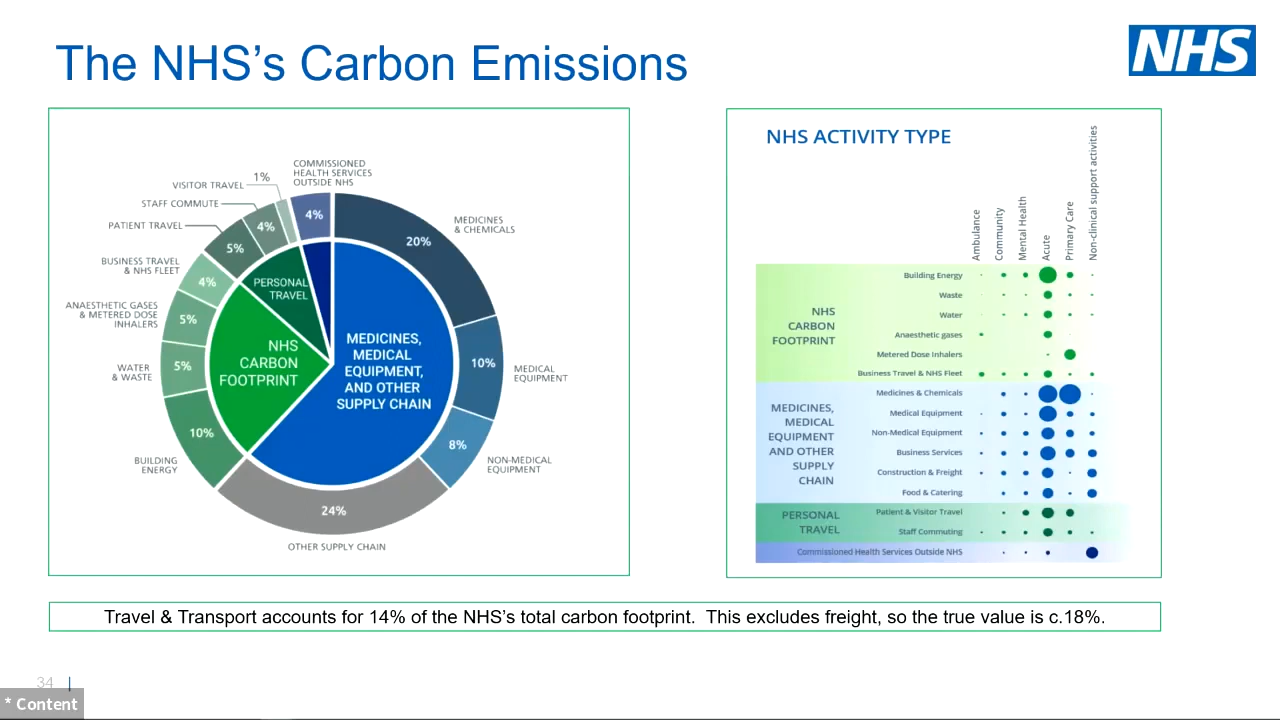 The NHS's Carbon Emissions
NHS
COMMISSIONED
HEALTH SERVICES
OUTSIDE NHS
1%
VISITOR TRAVEL
STAFF COMMUTE
PATIENT TRAVEL
BUSINESS TRAVEL
& NHS FLEET
ANAESTHETIC GASES
& METERED DOSE
INHALERS
WATER
& WASTE
BUILDING
ENERGY
4%
4%
5%
4%
5%
5%
10%
24%
OTHER SUPPLY CHAIN
8%
NON-MEDICAL
EQUIPMENT
10%
MEDICAL
EQUIPMENT
20%
MEDICINES
& CHEMICALS
PERSONAL
TRAVEL
NHS
CARBON
FOOTPRINT
MEDICINES,
MEDICAL
EQUIPMENT,
AND OTHER
SUPPLY CHAIN
NHS ACTIVITY TYPE
Ambulance
Community
Mental Health
Acute
Primary Care
Non-clinical support activities
NHS
CARBON
FOOTPRINT
Building Energy
Waste
Water
Anaesthetic gases
Metered Dose Inhalers
Business Travel & NHS Fleet
MEDICINES,
MEDICAL
EQUIPMENT
AND OTHER
SUPPLY
CHAIN
Medicines & Chemicals
Medical Equipment
Non-Medical Equipment
Business Services
Construction & Freight
Food & Catering
PERSONAL
TRAVEL
Patient & Visitor Travel
Staff Commuting
Commissioned Health Services Outside NHS
Travel & Transport accounts for 14% of the NHS's total carbon footprint. This excludes freight, so the true value is c.18%.
34 |
* Content